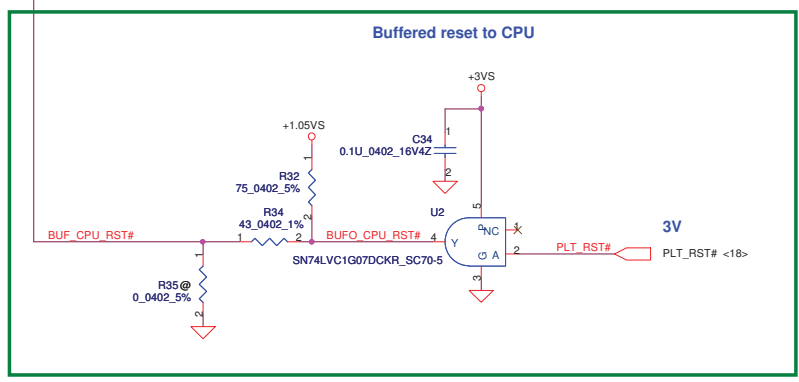 Buffered reset to CPU
+3VS
+1.05VS
1
C34
0.1U_0402_16V4Z
2
1
R32
75_0402_5%
2
R34
43_0402_1%
U2
5
P
NC
1
3V
BUF_CPU_RST#
1
2
BUFO_CPU_RST#
4
Y
G
A
2
PLT_RST#
PLT_RST# <18>
SN74LVC1G07DCKR_SC70-5
3
1
R35@
0_0402_5%
2